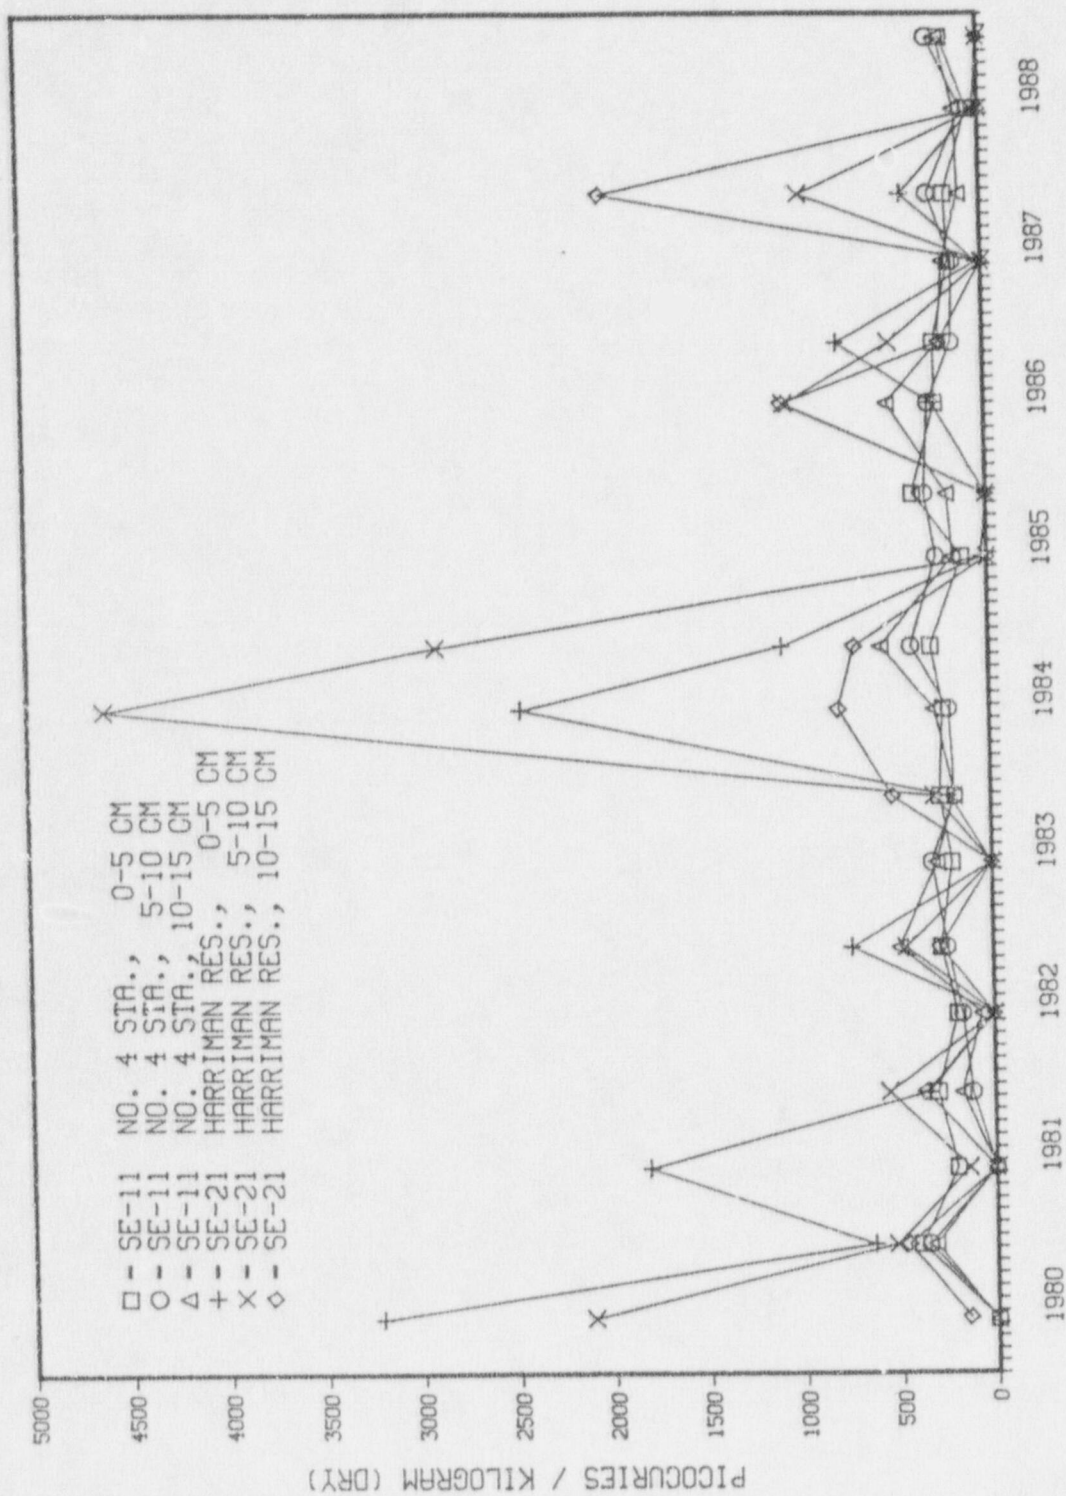 □ - SE-11 NO. 4 STA., 0-5 CM
○ - SE-11 NO. 4 STA., 5-10 CM
△ - SE-11 NO. 4 STA., 10-15 CM
+ - SE-21 HARRIMAN RES., 0-5 CM
× - SE-21 HARRIMAN RES., 5-10 CM
◇ - SE-21 HARRIMAN RES., 10-15 CM
PICOCURIES / KILOGRAM (DRY)
5000
4500
4000
3500
3000
2500
2000
1500
1000
500
0
1980 1981 1982 1983 1984 1985 1986 1987 1988